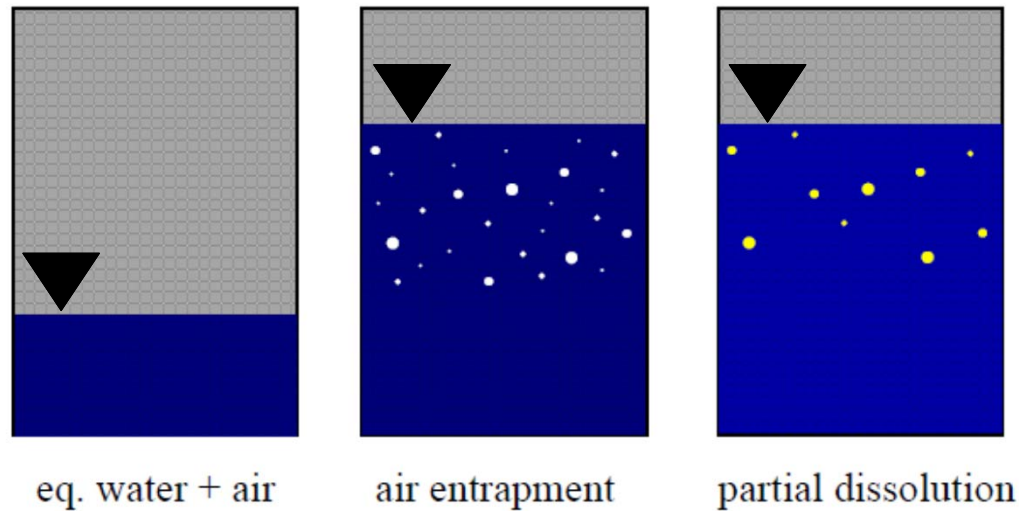 eq. water + air
air entrapment
partial dissolution